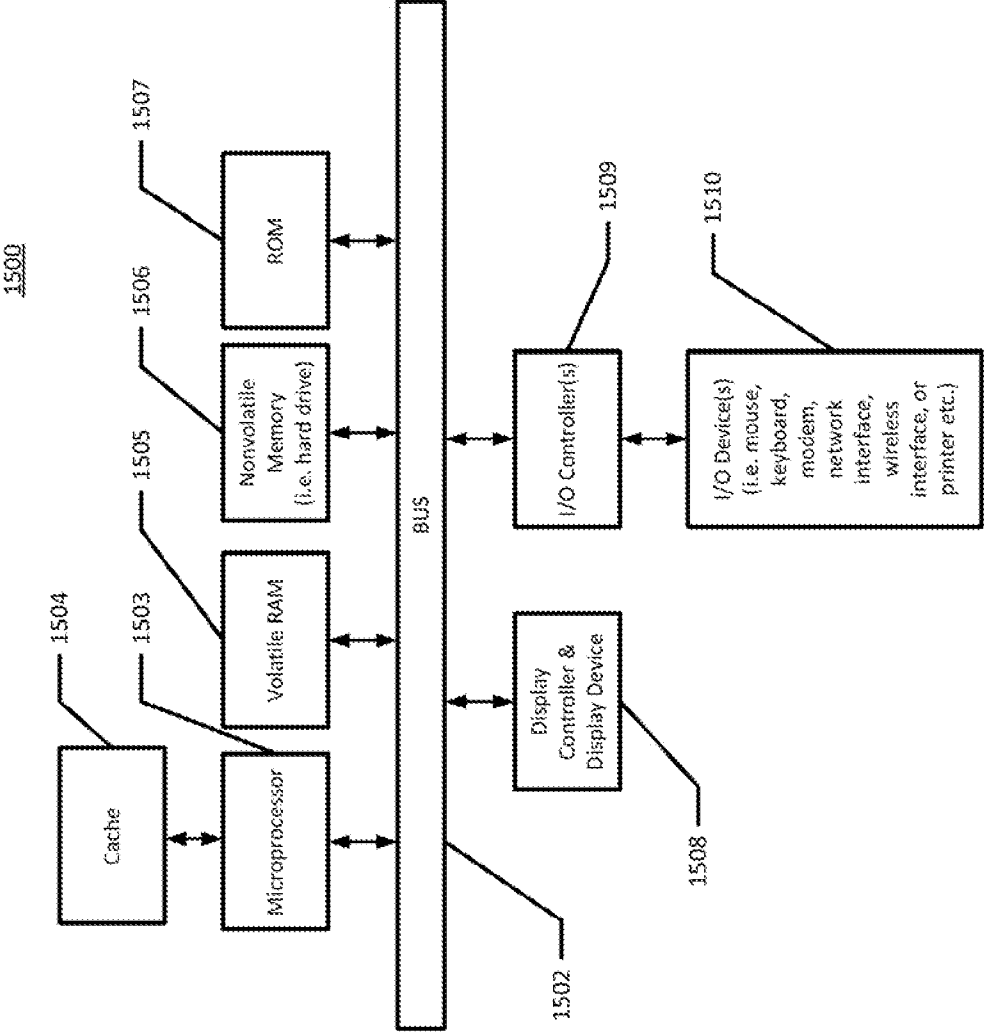 1500
1504
1503
1505
1506
1507
Cache
Microprocessor
Volatile RAM
Nonvolatile
Memory
(i.e. hard drive)
ROM
BUS
1502
Display
Controller &
Display Device
1508
I/O Controller(s)
1509
I/O Device(s)
(i.e. mouse,
keyboard,
modem,
network
interface,
wireless
interface, or
printer etc.)
1510